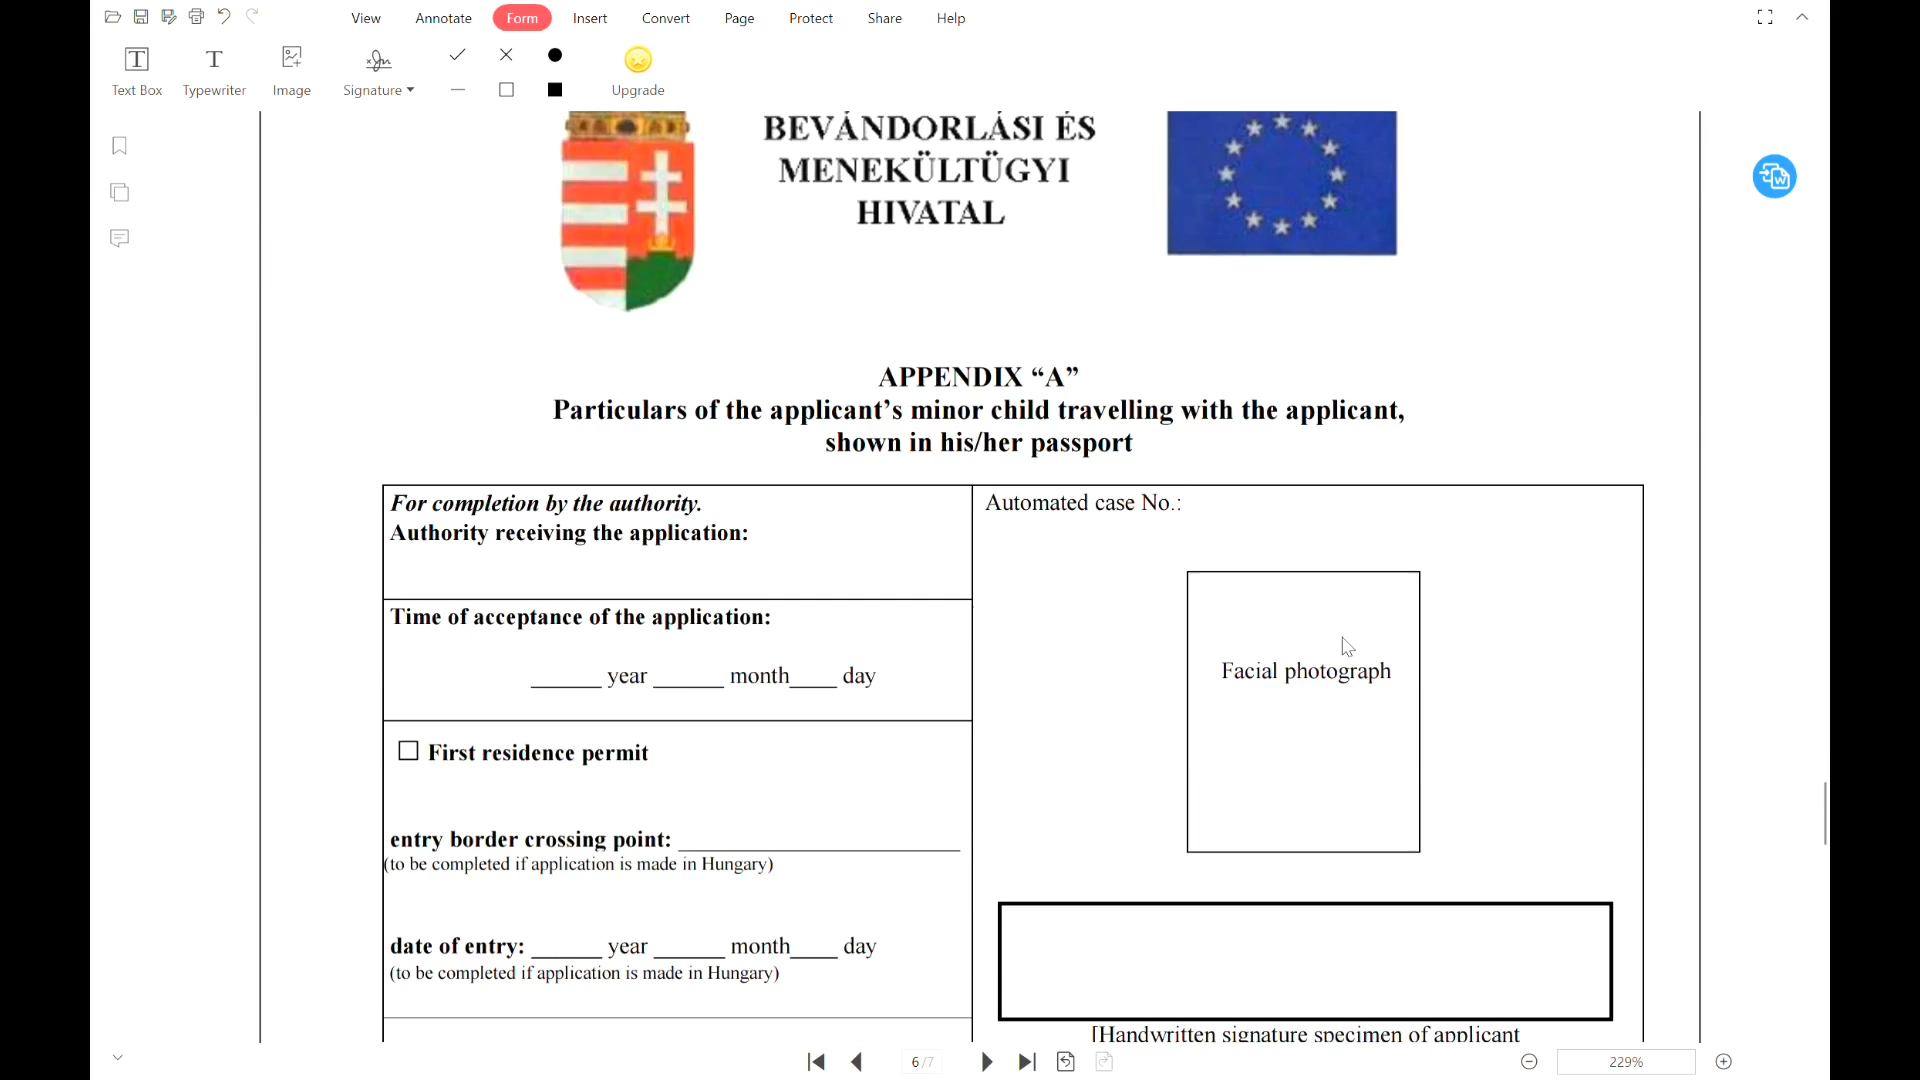 View Annotate Form Insert Convert Page Protect Share Help
Text Box Typewriter Image Signature Upgrade
BEVÁNDORLÁSI ÉS
MENEKÜLTÜGYI
HIVATAL
APPENDIX “A”
Particulars of the applicant’s minor child travelling with the applicant,
shown in his/her passport
For completion by the authority.
Authority receiving the application:
Automated case No.:
Time of acceptance of the application:
______ year ______ month____ day
Facial photograph
First residence permit
entry border crossing point: ________________________
(to be completed if application is made in Hungary)
date of entry: ______ year ______ month____ day
(to be completed if application is made in Hungary)
[Handwritten signature specimen of applicant
6 /7
229%